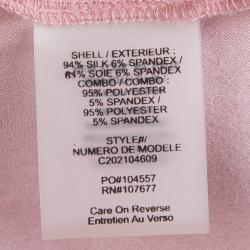 SHELL / EXTERIEUR :
94% SILK 6% SPANDEX /
94% SOIE 6% SPANDEX
COMBO / COMBO :
95% POLYESTER
5% SPANDEX /
95% POLYESTER
5% SPANDEX
STYLE#/
NUMERO DE MODELE
C202104609
PO#104557
RN#107677
Care On Reverse
Entretien Au Verso